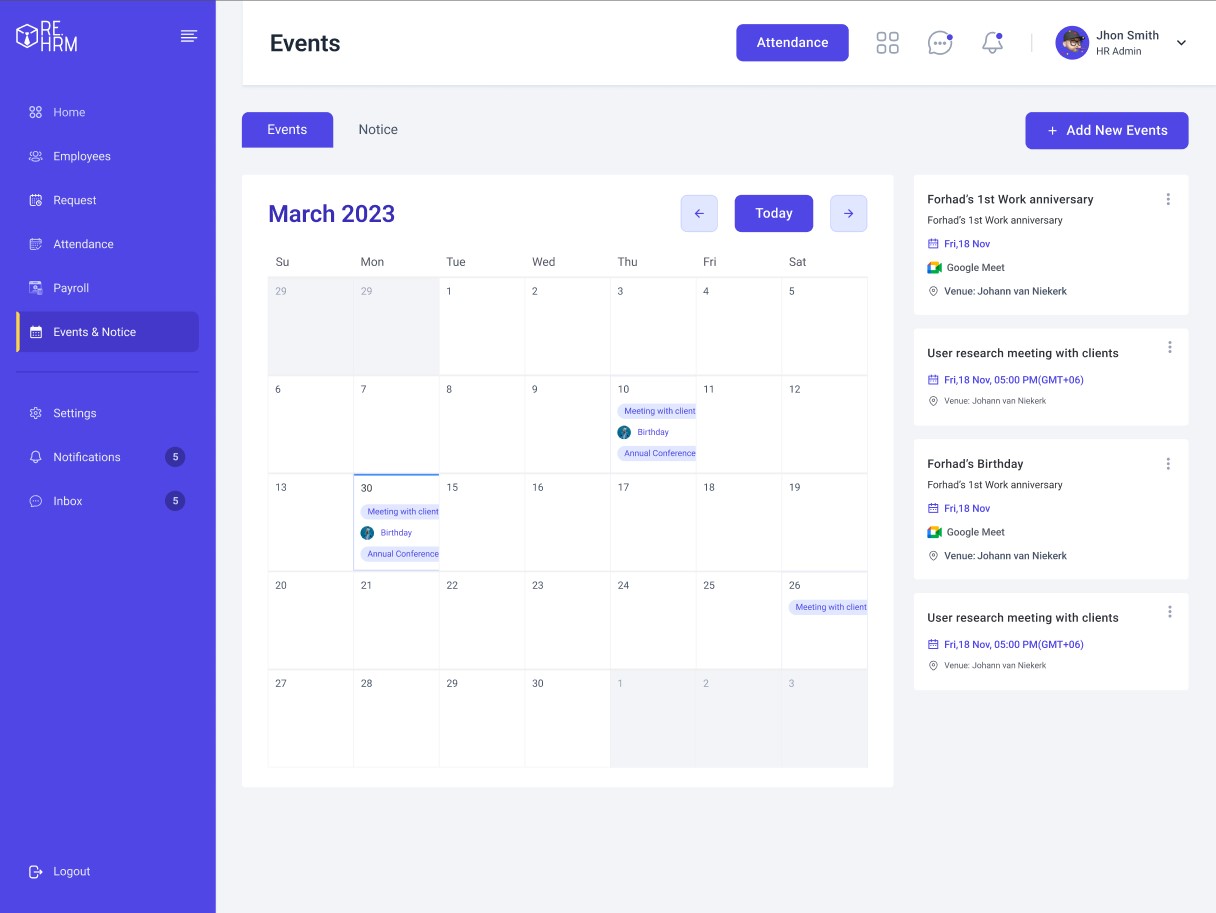 RE.
HRM
Home
Employees
Request
Attendance
Payroll
Events & Notice
Settings
Notifications 5
Inbox 5
Logout
Events
Attendance
Jhon Smith
HR Admin
Events Notice
+ Add New Events
March 2023
Today
Su Mon Tue Wed Thu Fri Sat
29 29 1 2 3 4 5
6 7 8 9 10 11 12
Meeting with client
Birthday
Annual Conference
13 30 15 16 17 18 19
Meeting with client
Birthday
Annual Conference
20 21 22 23 24 25 26
Meeting with client
27 28 29 30 1 2 3
Forhad's 1st Work anniversary
Forhad's 1st Work anniversary
Fri,18 Nov
Google Meet
Venue: Johann van Niekerk
User research meeting with clients
Fri,18 Nov, 05:00 PM(GMT+06)
Venue: Johann van Niekerk
Forhad's Birthday
Forhad's 1st Work anniversary
Fri,18 Nov
Google Meet
Venue: Johann van Niekerk
User research meeting with clients
Fri,18 Nov, 05:00 PM(GMT+06)
Venue: Johann van Niekerk